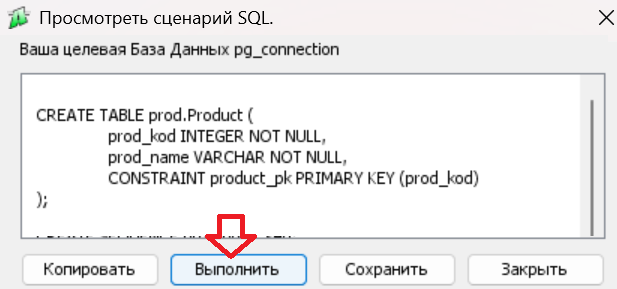 Просмотреть сценарий SQL.
Ваша целевая База Данных pg_connection
CREATE TABLE prod.Product (
prod_kod INTEGER NOT NULL,
prod_name VARCHAR NOT NULL,
CONSTRAINT product_pk PRIMARY KEY (prod_kod)
);
Копировать
Выполнить
Сохранить
Закрыть